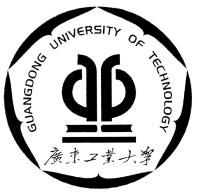 GUANGDONG UNIVERSITY OF TECHNOLOGY
廣東工業大學